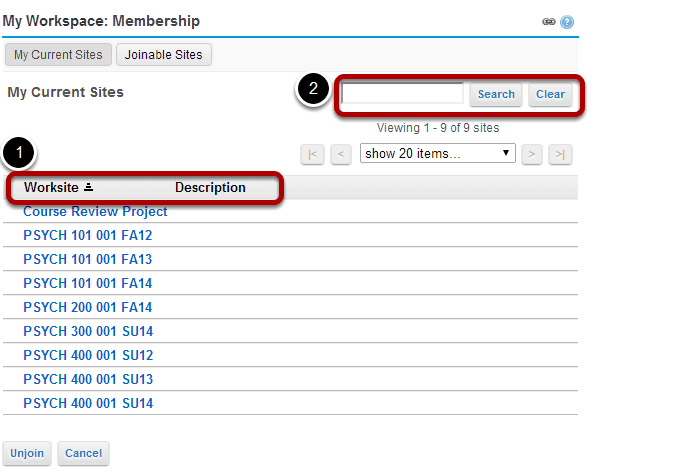 My Workspace: Membership
My Current Sites Joinable Sites
My Current Sites
2
Search Clear
Viewing 1 - 9 of 9 sites
|< < show 20 items... > >|
1
Worksite Description
Course Review Project
PSYCH 101 001 FA12
PSYCH 101 001 FA13
PSYCH 101 001 FA14
PSYCH 200 001 FA14
PSYCH 300 001 SU14
PSYCH 400 001 SU12
PSYCH 400 001 SU13
PSYCH 400 001 SU14
Unjoin Cancel